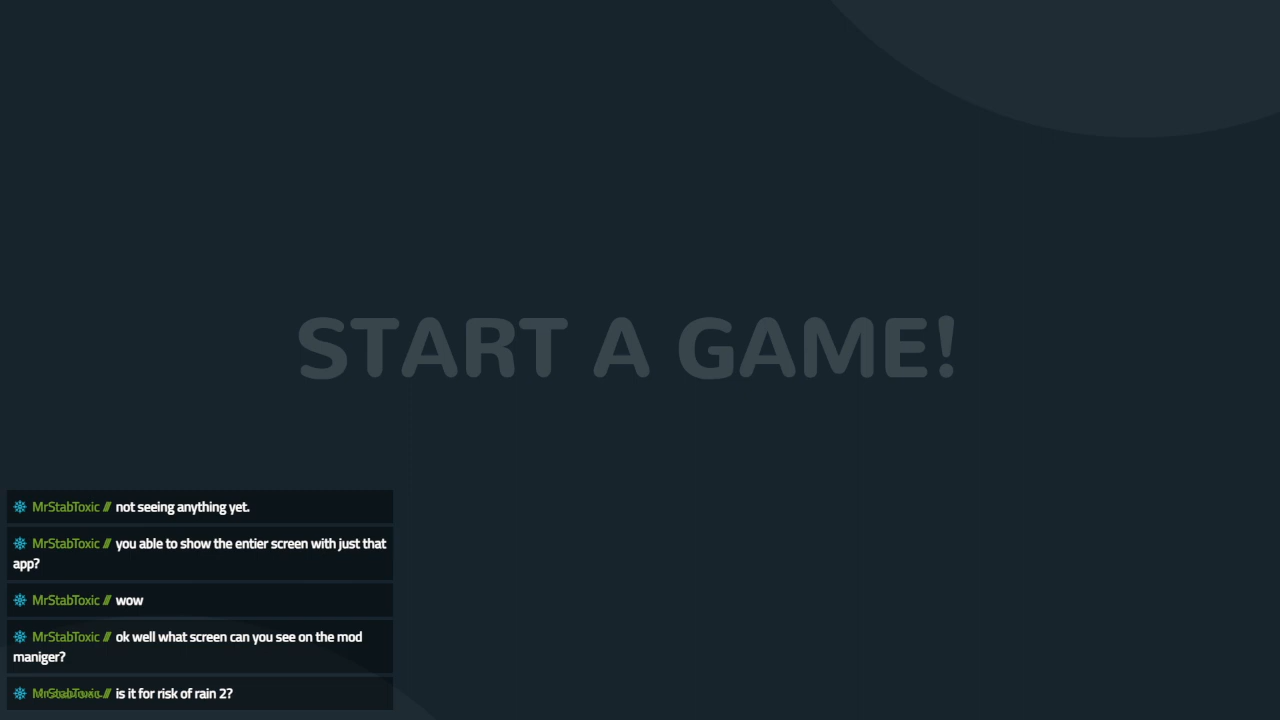 START A GAME!
MrStabToxic // not seeing anything yet.
MrStabToxic // you able to show the entier screen with just that
app?
MrStabToxic // wow
MrStabToxic // ok well what screen can you see on the mod
maniger?
MrStabToxic // is it for risk of rain 2?